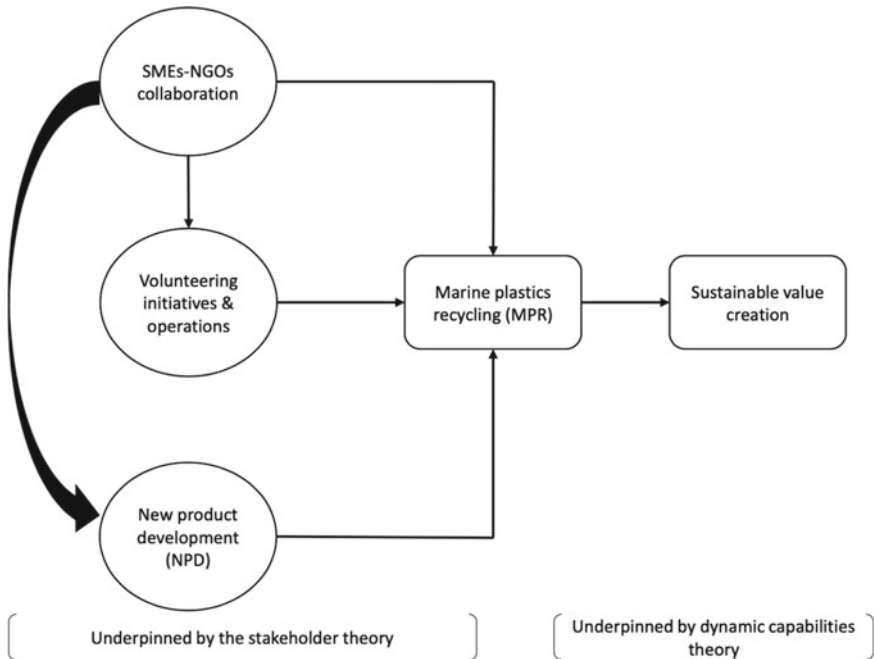 SMEs-NGOs
collaboration
Volunteering
initiatives &
operations
Marine plastics
recycling (MPR)
Sustainable value
creation
New product
development
(NPD)
Underpinned by the stakeholder theory
Underpinned by dynamic capabilities
theory